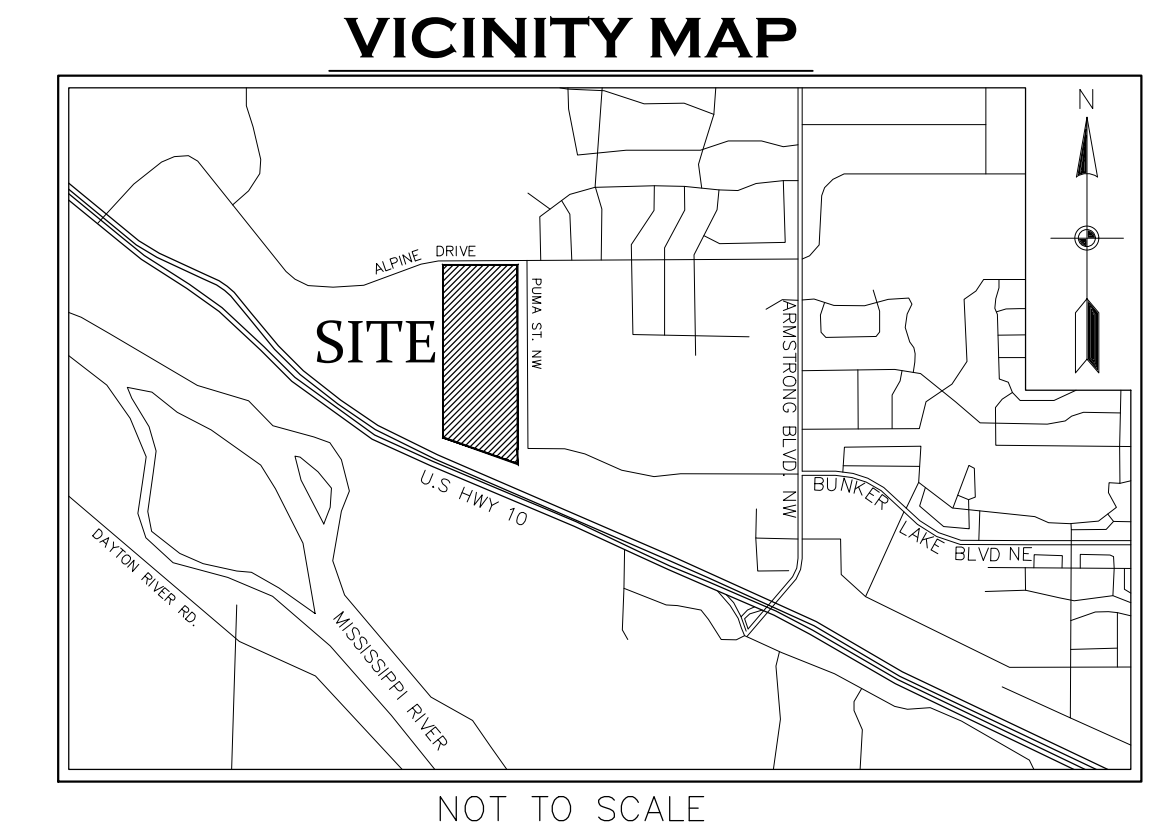 VICINITY MAP
N
ALPINE DRIVE
PUMA ST. NW
SITE
ARMSTRONG BLVD. NW
U.S HWY 10
BUNKER LAKE BLVD NE
DAYTON RIVER RD.
MISSISSIPPI RIVER
NOT TO SCALE